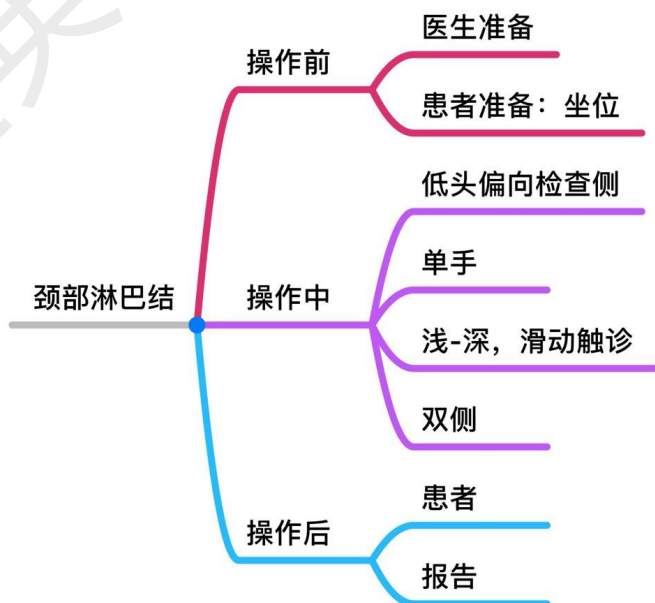 颈部淋巴结
操作前
医生准备
患者准备：坐位
操作中
低头偏向检查侧
单手
浅-深，滑动触诊
双侧
操作后
患者
报告